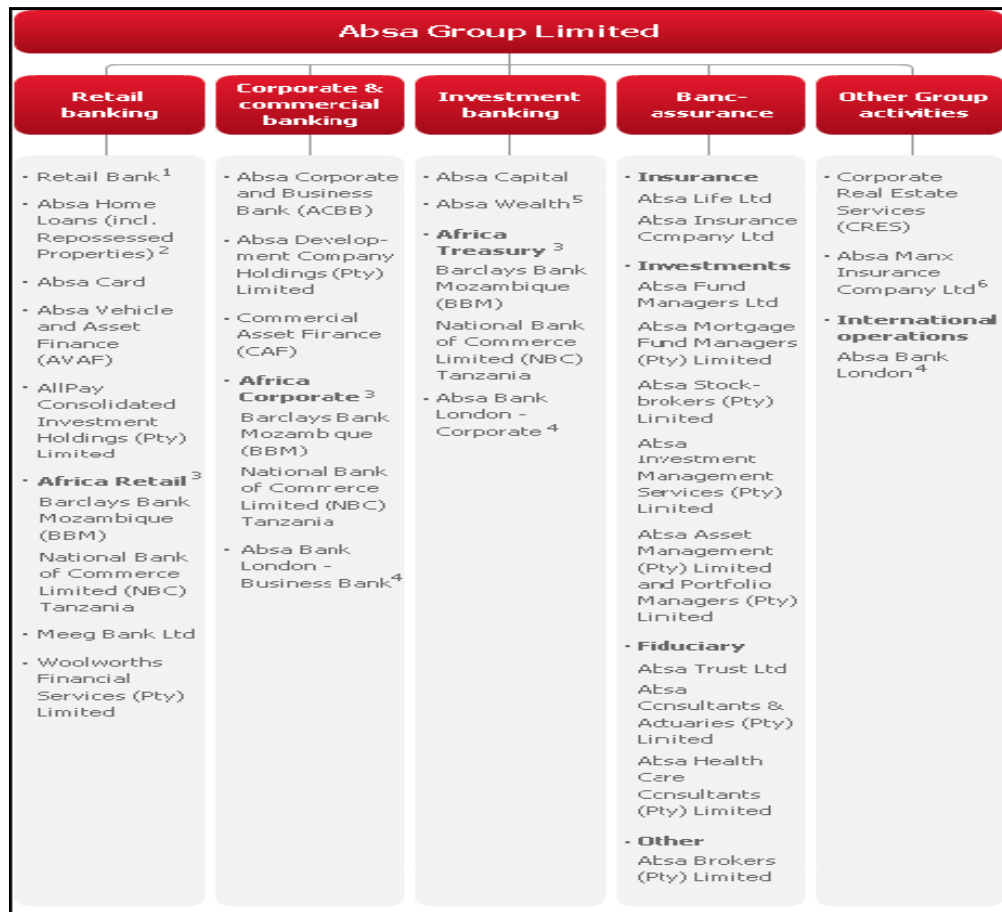 Absa Group Limited
Retail
banking
· Retail Bank¹
· Absa Home
Loans (incl.
Repossessed
Properties)²
· Absa Card
· Absa Vehicle
and Asset
Finance
(AVAF)
· AllPay
Consolidated
Investment
Holdings (Pty)
Limited
· Africa Retail³
Barclays Bank
Mozambique
(BBM)
National Bank
of Commerce
Limited (NBC)
Tanzania
· Meeg Bank Ltd
· Woolworths
Financial
Services (Pty)
Limited
Corporate &
commercial
banking
· Absa Corporate
and Business
Bank (ACBB)
· Absa Develop-
ment Company
Holdings (Pty)
Limited
· Commercial
Asset Finance
(CAF)
· Africa
Corporate³
Barclays Bank
Mozambique
(BBM)
National Bank
of Commerce
Limited (NBC)
Tanzania
· Absa Bank
London -
Business Bank⁴
Investment
banking
· Absa Capital
· Absa Wealth⁵
· Africa
Treasury³
Barclays Bank
Mozambique
(BBM)
National Bank
of Commerce
Limited (NBC)
Tanzania
· Absa Bank
London -
Corporate⁴
Banc-
assurance
· Insurance
Absa Life Ltd
Absa Insurance
Company Ltd
· Investments
Absa Fund
Managers Ltd
Absa Mortgage
Fund Managers
(Pty) Limited
Absa Stock-
brokers (Pty)
Limited
Absa
Investment
Management
Services (Pty)
Limited
Absa Asset
Management
(Pty) Limited
and Portfolio
Managers (Pty)
Limited
· Fiduciary
Absa Trust Ltd
Absa
Consultants &
Actuaries (Pty)
Limited
Absa Health
Care
Consultants
(Pty) Limited
· Other
Absa Brokers
(Pty) Limited
Other Group
activities
· Corporate
Real Estate
Services
(CRES)
· Absa Manx
Insurance
Company Ltd⁶
· International
operations
Absa Bank
London⁴